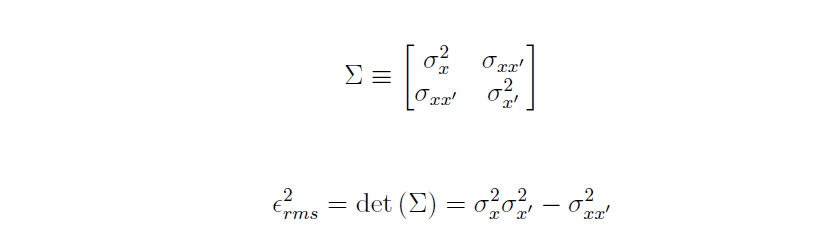 Σ ≡ [ σ_x^2 σ_{xx′} ; σ_{xx′} σ_{x′}^2 ]
ϵ_{rms}^2 = det (Σ) = σ_x^2 σ_{x′}^2 − σ_{xx′}^2